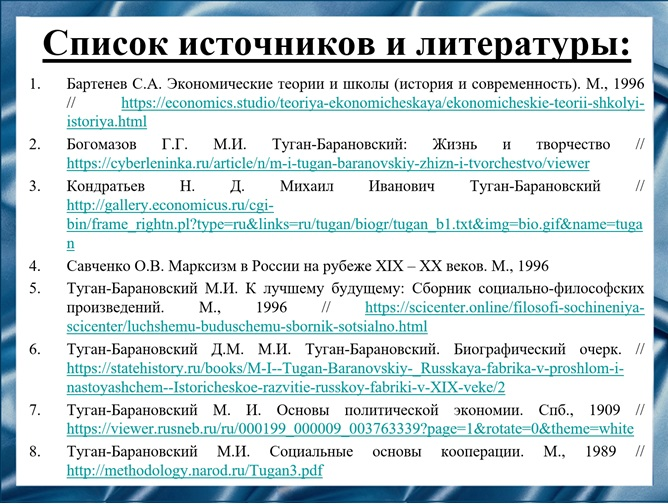 Список источников и литературы:
1. Бартенев С.А. Экономические теории и школы (история и современность). М., 1996
// https://economics.studio/teoriya-ekonomicheskaya/ekonomicheskie-teorii-shkolyi-
istoriya.html
2. Богомазов Г.Г. М.И. Туган-Барановский: Жизнь и творчество //
https://cyberleninka.ru/article/n/m-i-tugan-baranovskiy-zhizn-i-tvorchestvo/viewer
3. Кондратьев Н. Д. Михаил Иванович Туган-Барановский //
http://gallery.economicus.ru/cgi-
bin/frame_rightn.pl?type=ru&links=ru/tugan/biogr/tugan_b1.txt&img=bio.gif&name=tuga
n
4. Савченко О.В. Марксизм в России на рубеже XIX – XX веков. М., 1996
5. Туган-Барановский М.И. К лучшему будущему: Сборник социально-философских
произведений. М., 1996 // https://scicenter.online/filosofi-sochineniya-
scicenter/luchshemu-buduschemu-sbornik-sotsialno.html
6. Туган-Барановский Д.М. М.И. Туган-Барановский. Биографический очерк. //
https://statehistory.ru/books/M-I--Tugan-Baranovskiy-_Russkaya-fabrika-v-proshlom-i-
nastoyashchem--Istoricheskoe-razvitie-russkoy-fabriki-v-XIX-veke/2
7. Туган-Барановский М. И. Основы политической экономии. Спб., 1909 //
https://viewer.rusneb.ru/ru/000199_000009_003763339?page=1&rotate=0&theme=white
8. Туган-Барановский М.И. Социальные основы кооперации. М., 1989 //
http://methodology.narod.ru/Tugan3.pdf